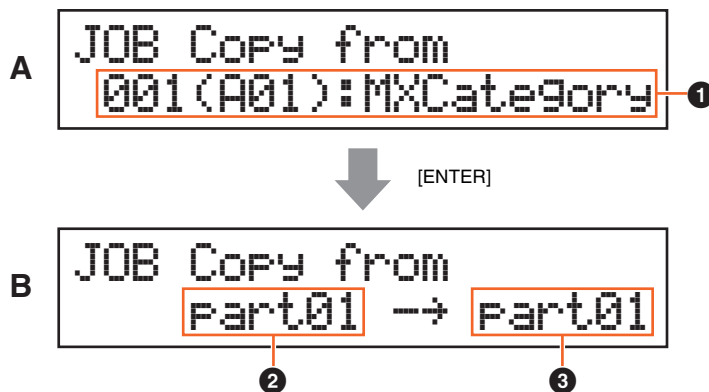 A
JOB Copy from
001(A01):MXCategory
1
[ENTER]
B
JOB Copy from
part01 → part01
2 3